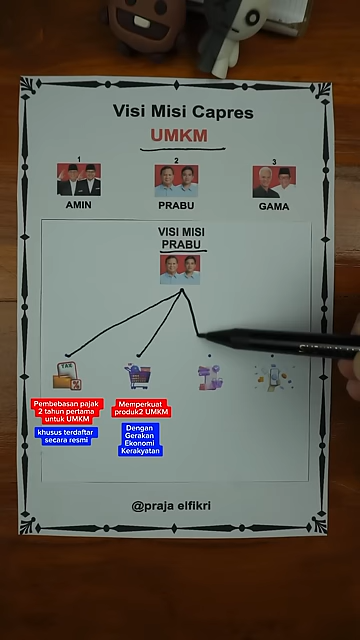 Visi Misi Capres
UMKM
1
2
3
AMIN
PRABU
GAMA
VISI MISI
PRABU
TAX
%
Pembebasan pajak
2 tahun pertama
untuk UMKM
khusus terdaftar
secara resmi
Memperkuat
produk2 UMKM
Dengan
Gerakan
Ekonomi
Kerakyatan
@praja elfikri